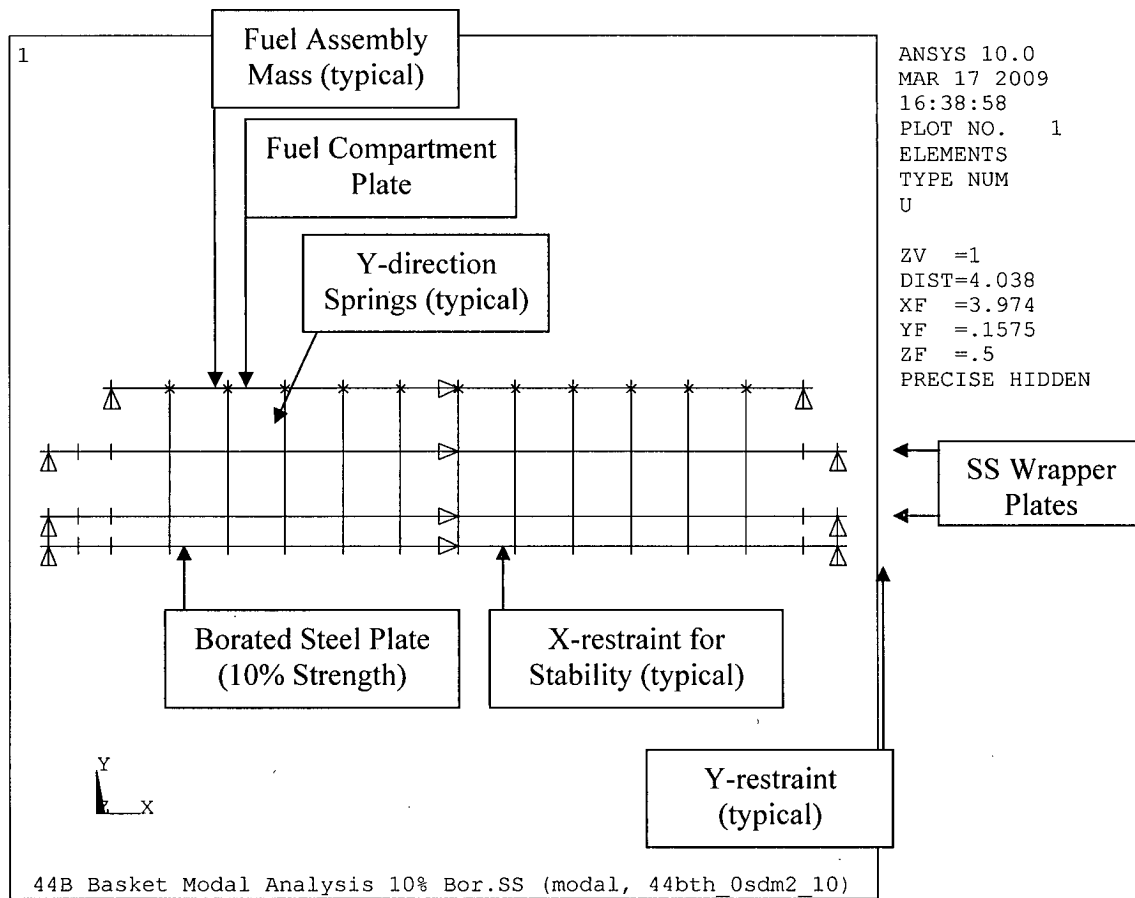 1
Fuel Assembly
Mass (typical)
Fuel Compartment
Plate
Y-direction
Springs (typical)
ANSYS 10.0
MAR 17 2009
16:38:58
PLOT NO. 1
ELEMENTS
TYPE NUM
U
ZV =1
DIST=4.038
XF =3.974
YF =.1575
ZF =.5
PRECISE HIDDEN
SS Wrapper
Plates
Borated Steel Plate
(10% Strength)
X-restraint for
Stability (typical)
Y-restraint
(typical)
Y
Z
X
44B Basket Modal Analysis 10% Bor.SS (modal, 44bth_0sdm2_10)